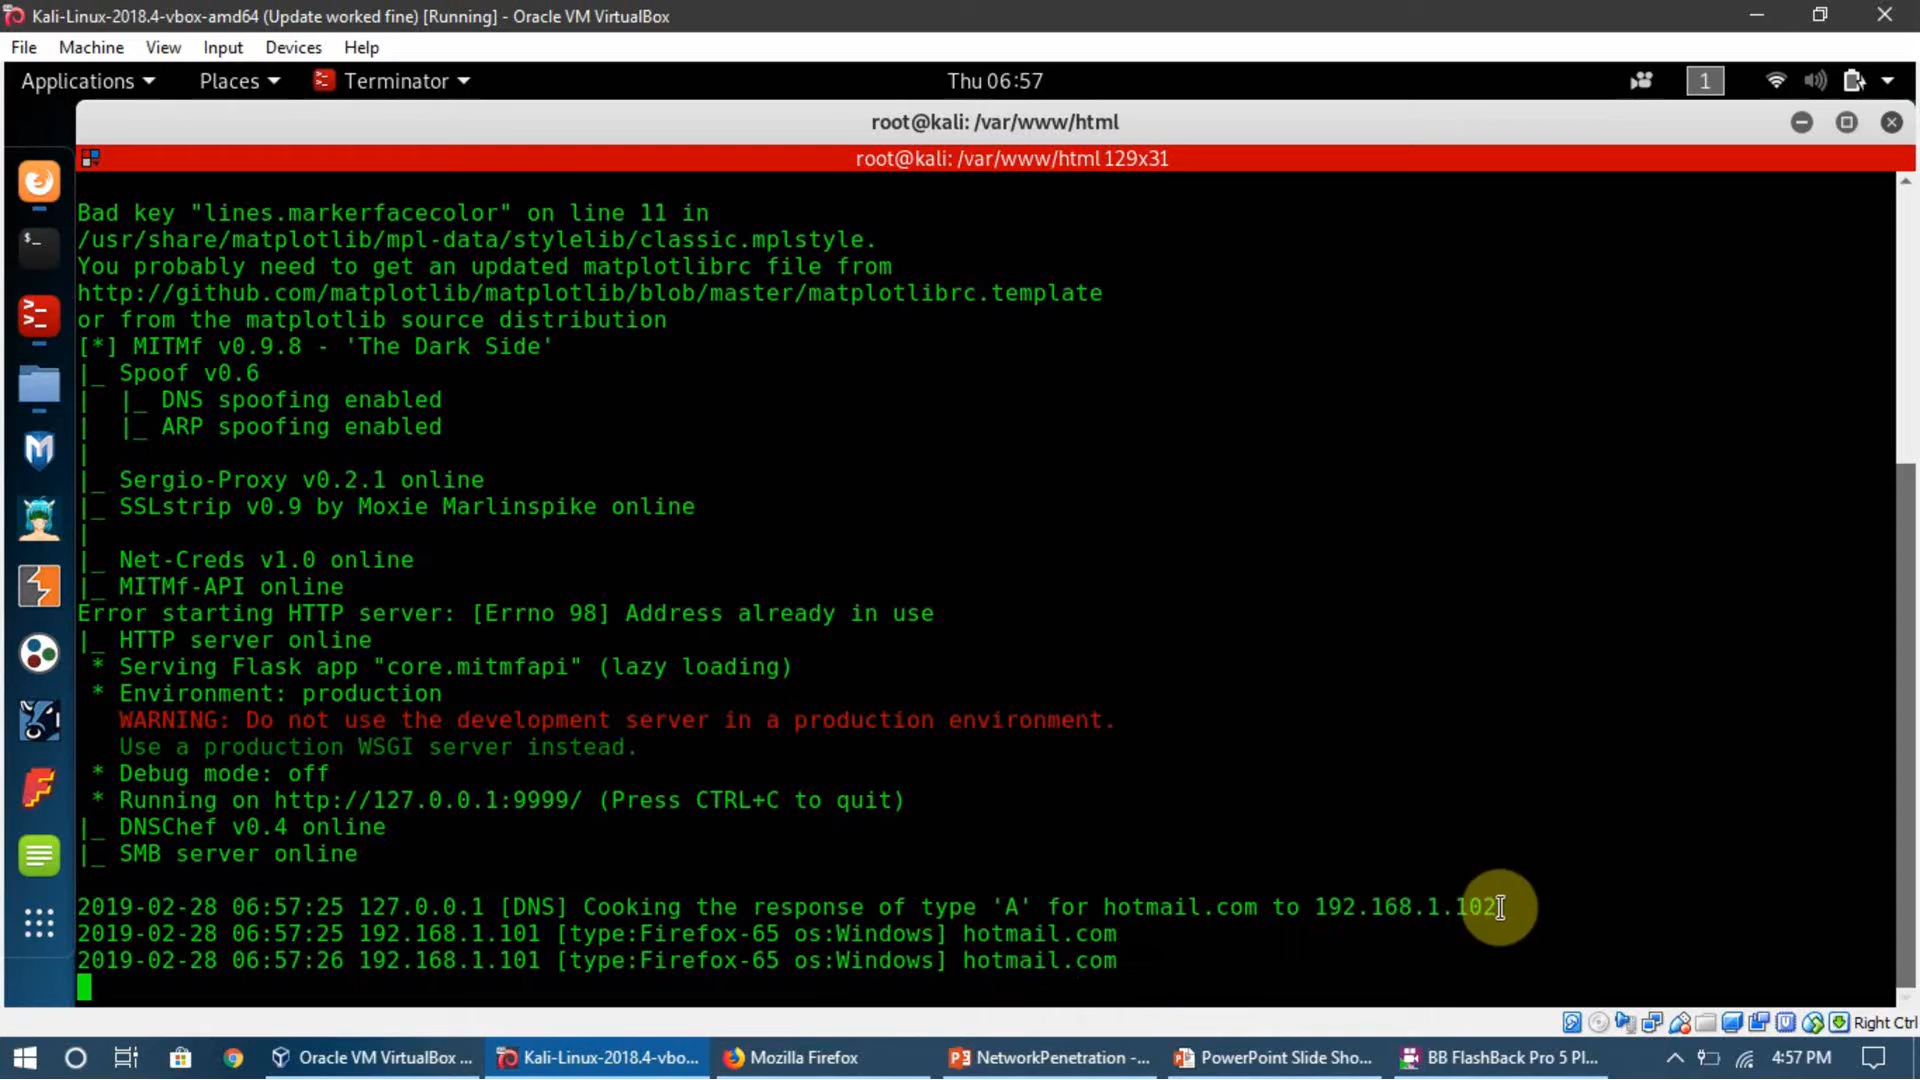 Kali-Linux-2018.4-vbox-amd64 (Update worked fine) [Running] - Oracle VM VirtualBox
File Machine View Input Devices Help
Applications Places Terminator Thu 06:57 1
root@kali: /var/www/html
root@kali: /var/www/html 129x31
Bad key "lines.markerfacecolor" on line 11 in
/usr/share/matplotlib/mpl-data/stylelib/classic.mplstyle.
You probably need to get an updated matplotlibrc file from
http://github.com/matplotlib/matplotlib/blob/master/matplotlibrc.template
or from the matplotlib source distribution
[*] MITMf v0.9.8 - 'The Dark Side'
|_ Spoof v0.6
|  |_ DNS spoofing enabled
|  |_ ARP spoofing enabled
|
|_ Sergio-Proxy v0.2.1 online
|_ SSLstrip v0.9 by Moxie Marlinspike online
|
|_ Net-Creds v1.0 online
|_ MITMf-API online
Error starting HTTP server: [Errno 98] Address already in use
|_ HTTP server online
* Serving Flask app "core.mitmfapi" (lazy loading)
* Environment: production
WARNING: Do not use the development server in a production environment.
Use a production WSGI server instead.
* Debug mode: off
* Running on http://127.0.0.1:9999/ (Press CTRL+C to quit)
|_ DNSChef v0.4 online
|_ SMB server online
2019-02-28 06:57:25 127.0.0.1 [DNS] Cooking the response of type 'A' for hotmail.com to 192.168.1.102
2019-02-28 06:57:25 192.168.1.101 [type:Firefox-65 os:Windows] hotmail.com
2019-02-28 06:57:26 192.168.1.101 [type:Firefox-65 os:Windows] hotmail.com
Right Ctrl
Oracle VM VirtualBox ... Kali-Linux-2018.4-vbo... Mozilla Firefox NetworkPenetration -... PowerPoint Slide Sho... BB FlashBack Pro 5 Pl... 4:57 PM